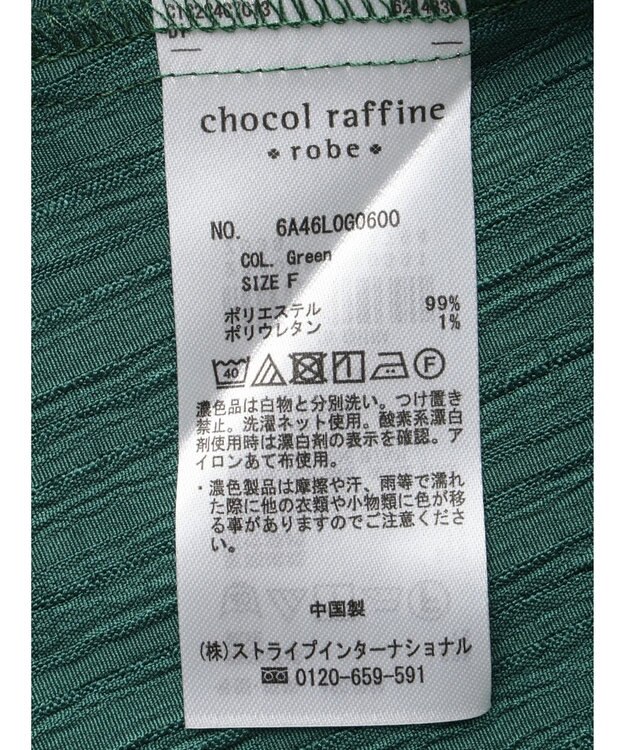 chocol raffine
robe
NO. 6A46L0G0600
COL. Green
SIZE F
ポリエステル 99%
ポリウレタン 1%
40 F
濃色品は白物と分別洗い。つけ置き
禁止。洗濯ネット使用。酸素系漂白
剤使用時は漂白剤の表示を確認。ア
イロンあて布使用。
・濃色製品は摩擦や汗、雨等で濡れ
た際に他の衣類や小物類に色が移
る事がありますのでご注意くださ
い。
中国製
(株)ストライプインターナショナル
0120-659-591